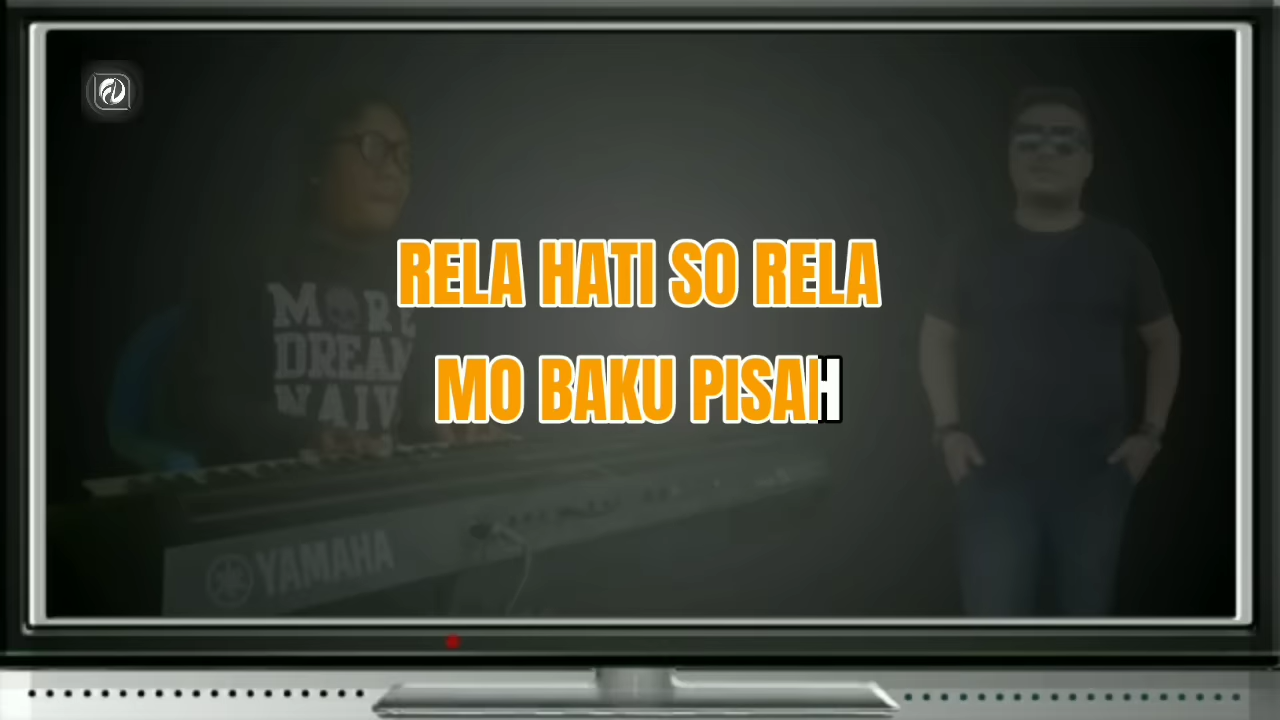 RELA HATI SO RELA
MO BAKU PISAH
MORE
DREAM
YAMAHA